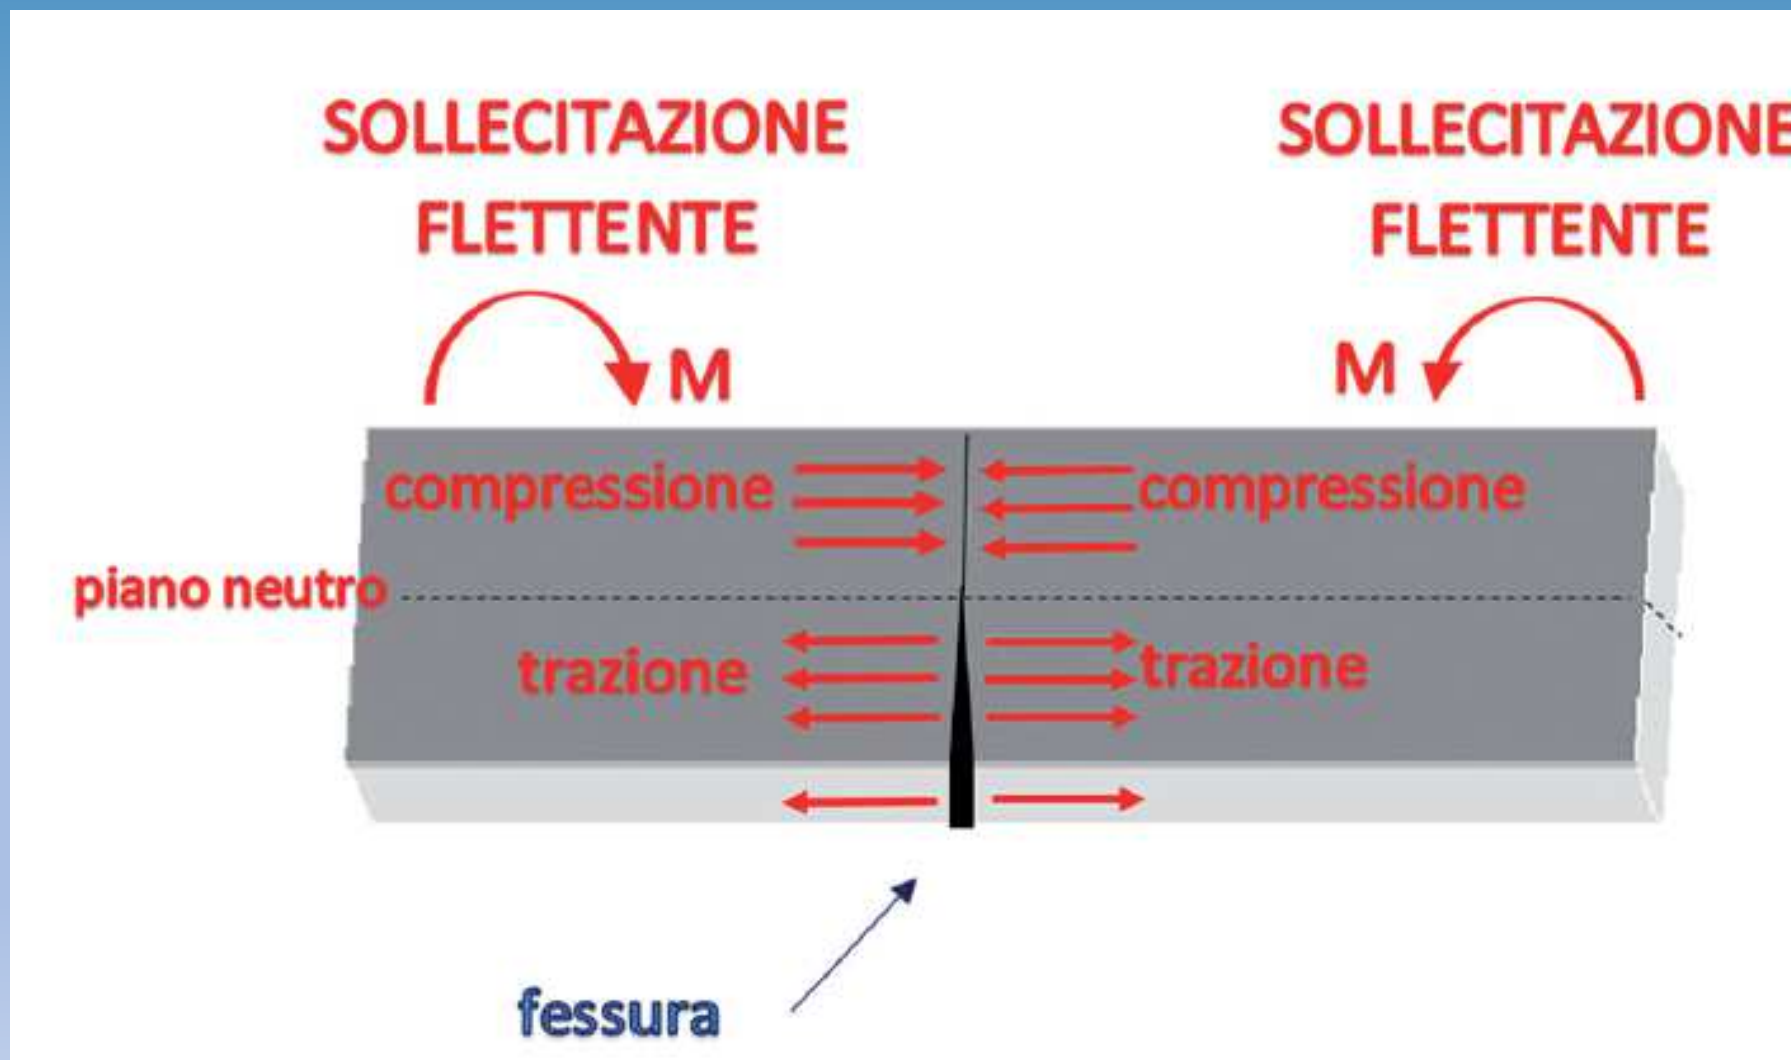 SOLLECITAZIONE
FLETTENTE
M
SOLLECITAZIONE
FLETTENTE
M
compressione
compressione
piano neutro
trazione
trazione
fessura